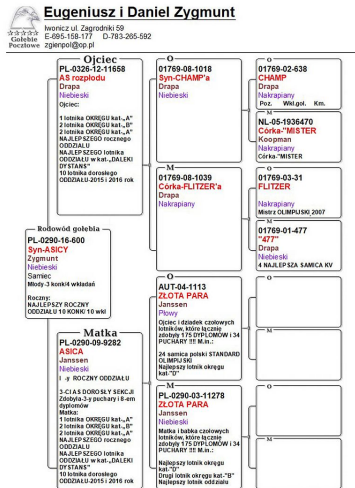 Eugeniusz i Daniel Zygmunt
Iwonicz ul. Zagrodniki 59
E-695-158-177 D-783-265-592
zgienpol@op.pl
Gołębie
Pocztowe
Rodowód gołębia
PL-0290-16-600
Syn-ASICY
Zygmunt
Niebieski
Samiec
Młody-3 konki/4 wkładań
Roczny:
NAJLEPSZY ROCZNY
ODDZIAŁU 10 KONKI 10 wkł
Ojciec
PL-0326-12-11658
AS rozpłodu
Drapa
Niebieski
Ojciec:
1 lotnika OKRĘGU kat-„A"
2 lotnika OKRĘGU kat-„A"
2 lotnika OKRĘGU kat-„B"
NAJLEPSZEGO rocznego
ODDZIAŁU
NAJLEPSZEGO lotnika
ODDZIAŁU w kat-„DALEKI
DYSTANS"
10 lotnika dorosłego
ODDZIAŁU-2015 i 2016 rok
Matka
PL-0290-09-9282
ASICA
Janssen
Niebieski
I -y ROCZNY ODDZIAŁU
3-CI AS DOROSŁY SEKCJI
Zdobyła-3-y puchary i 8-em
dyplomów
Matka:
1 lotnika OKRĘGU kat-„A"
2 lotnika OKRĘGU kat-„A"
2 lotnika OKRĘGU kat-„B"
NAJLEPSZEGO rocznego
ODDZIAŁU
NAJLEPSZEGO lotnika
ODDZIAŁU w kat-„DALEKI
DYSTANS"
10 lotnika dorosłego
ODDZIAŁU-2015 i 2016 rok
O
01769-08-1018
Syn-CHAMP'a
Drapa
Niebieski
M
01769-08-1039
Córka-FLITZER'a
Drapa
Nakrapiany
O
AUT-04-1113
ZŁOTA PARA
Janssen
Płowy
Ojciec i dziadek czołowych
lotników, które łącznie
zdobyły 175 DYPLOMÓW i 34
PUCHARY !!!! M.in.:
24 samica polski STANDARD
OLIMPIJSKI
Najlepszy lotnik okręgu
kat-"D"
M
PL-0290-03-11278
ZŁOTA PARA
Janssen
Niebieski
Matka i babka czołowych
lotników, które łącznie
zdobyły 175 DYPLOMÓW i 34
PUCHARY !!!! M.in.:
Najlepszy lotnik okręgu
kat-"D"
Drugi lotnik okręgu kat-"B"
Najlepszy lotnik oddziału
O
01769-02-638
CHAMP
Drapa
Nakrapiany
Poz. Wkł.goł. Km.
M
NL-05-1936470
Córka-"MISTER
Koopman
Nakrapiany
Córka-"MISTER
O
01769-03-31
FLITZER
Nakrapiany
Mistrz OLIMPIJSKI_2007
M
01769-01-477
"477"
Drapa
Niebieski
4 NAJLEPSZA SAMICA KV
O
M
O
M